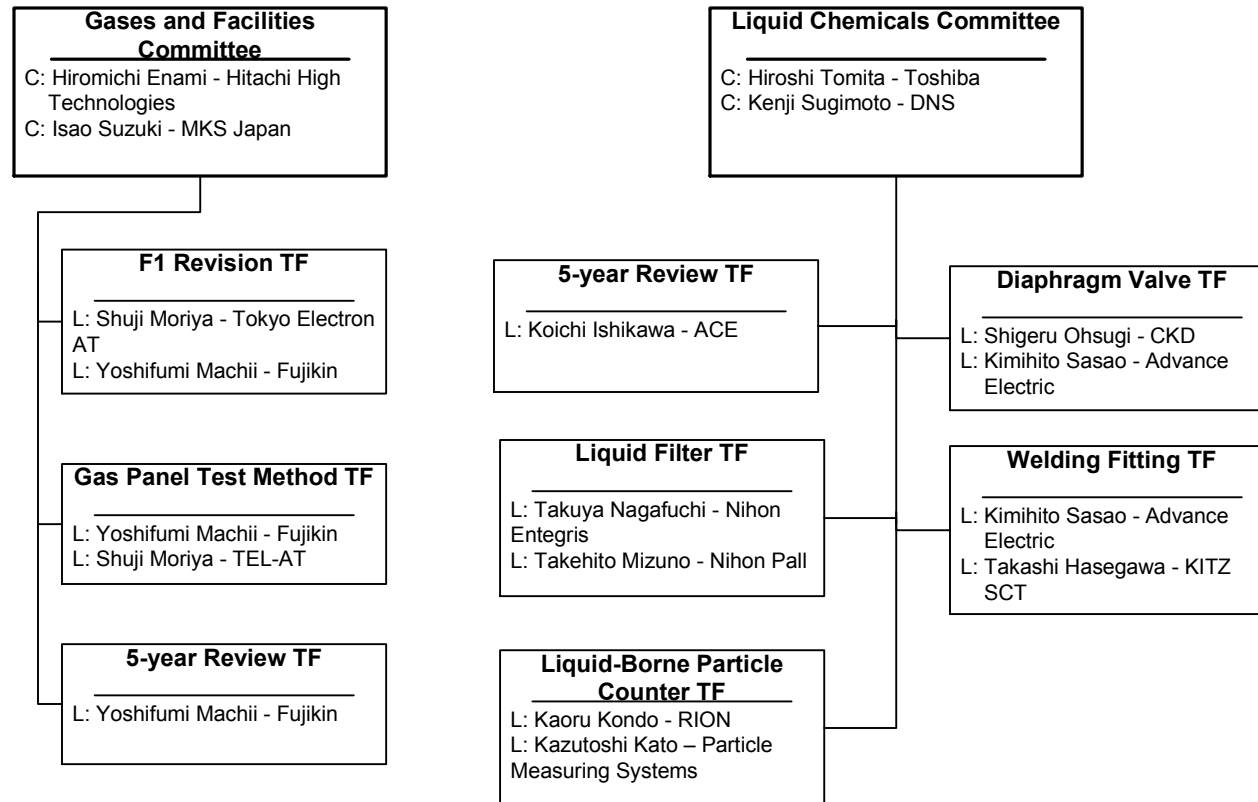 Gases and Facilities
Committee
C: Hiromichi Enami - Hitachi High
Technologies
C: Isao Suzuki - MKS Japan
F1 Revision TF
L: Shuji Moriya - Tokyo Electron
AT
L: Yoshifumi Machii - Fujikin
Gas Panel Test Method TF
L: Yoshifumi Machii - Fujikin
L: Shuji Moriya - TEL-AT
5-year Review TF
L: Yoshifumi Machii - Fujikin
Liquid Chemicals Committee
C: Hiroshi Tomita - Toshiba
C: Kenji Sugimoto - DNS
5-year Review TF
L: Koichi Ishikawa - ACE
Liquid Filter TF
L: Takuya Nagafuchi - Nihon
Entegris
L: Takehito Mizuno - Nihon Pall
Liquid-Borne Particle
Counter TF
L: Kaoru Kondo - RION
L: Kazutoshi Kato – Particle
Measuring Systems
Diaphragm Valve TF
L: Shigeru Ohsugi - CKD
L: Kimihito Sasao - Advance
Electric
Welding Fitting TF
L: Kimihito Sasao - Advance
Electric
L: Takashi Hasegawa - KITZ
SCT